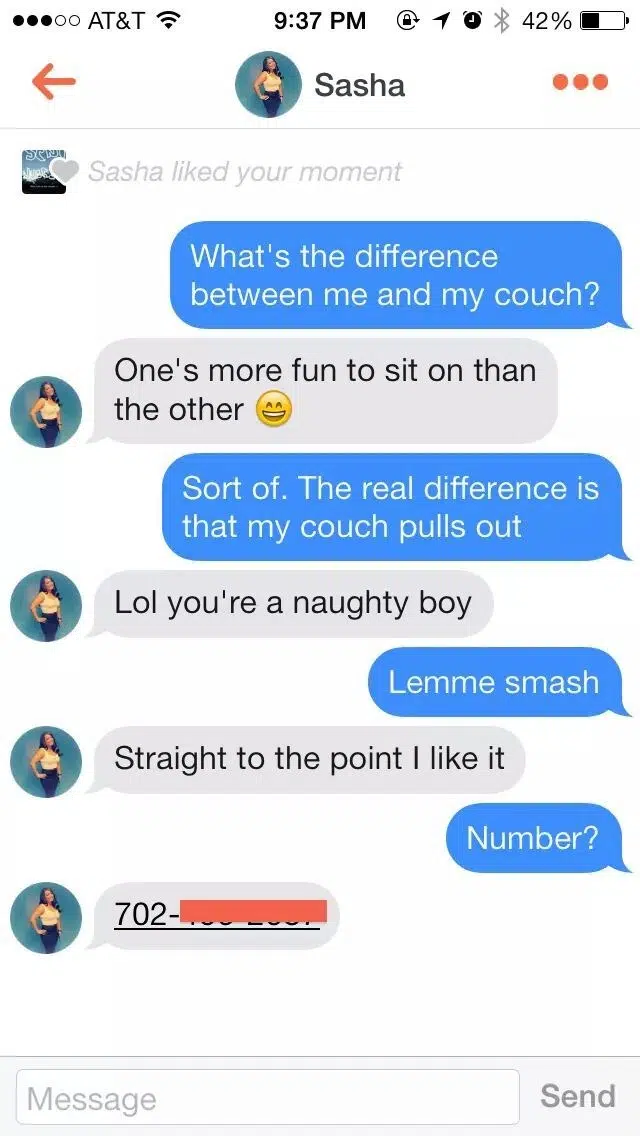 AT&T 9:37 PM 42%
Sasha
Sasha liked your moment
What's the difference
between me and my couch?
One's more fun to sit on than
the other 😄
Sort of. The real difference is
that my couch pulls out
Lol you're a naughty boy
Lemme smash
Straight to the point I like it
Number?
702-
Message Send